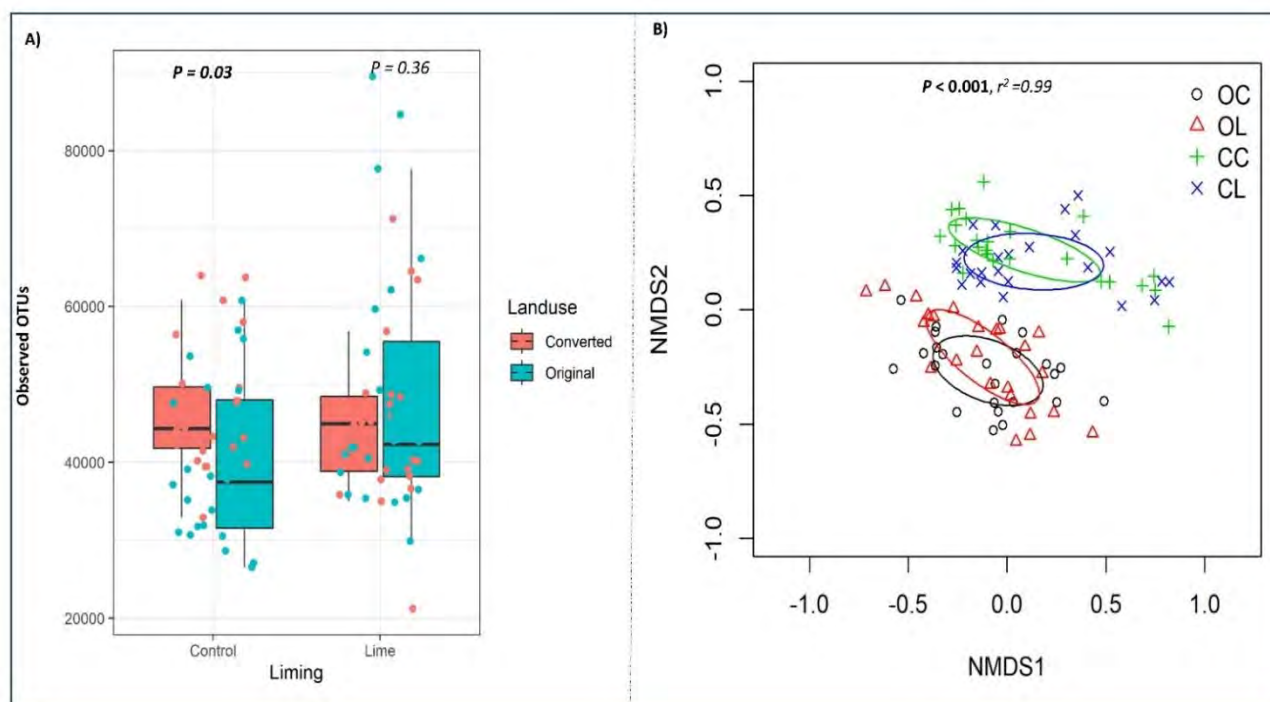 A)
P = 0.03
P = 0.36
80000
60000
40000
20000
Observed OTUs
Control
Lime
Liming
Landuse
Converted
Original
B)
P < 0.001, r² =0.99
OC
OL
CC
CL
1.0
0.5
0.0
-0.5
-1.0
NMDS2
-1.0 -0.5 0.0 0.5 1.0
NMDS1